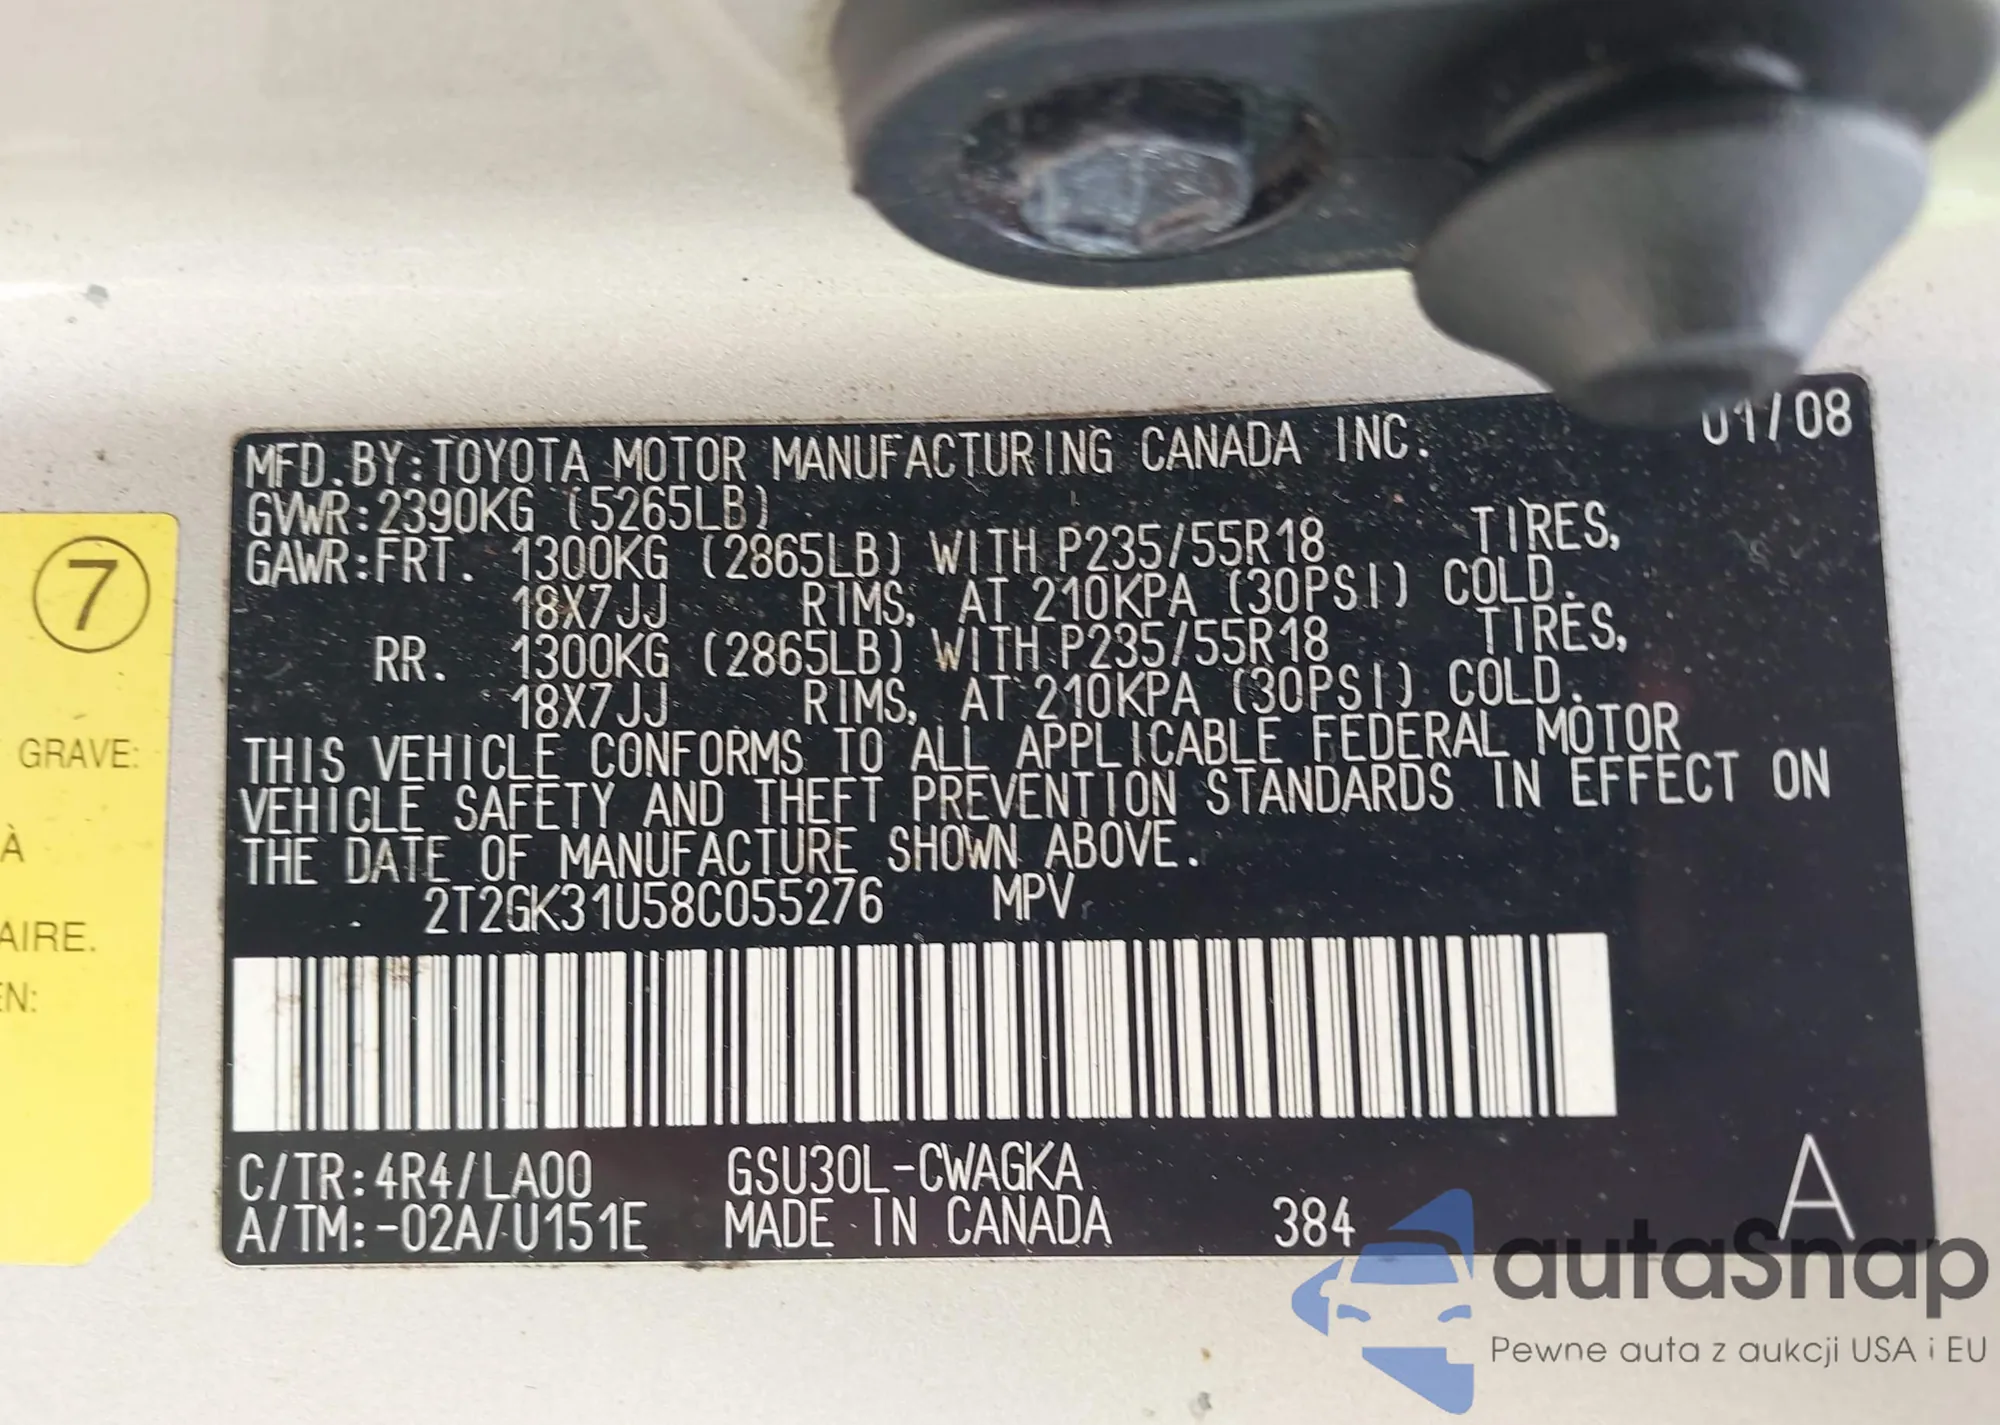 01/08
MFD.BY:TOYOTA MOTOR MANUFACTURING CANADA INC.
GVWR:2390KG (5265LB)
GAWR:FRT. 1300KG (2865LB) WITH P235/55R18 TIRES,
18X7JJ RIMS, AT 210KPA (30PSI) COLD.
RR. 1300KG (2865LB) WITH P235/55R18 TIRES,
18X7JJ RIMS, AT 210KPA (30PSI) COLD.
THIS VEHICLE CONFORMS TO ALL APPLICABLE FEDERAL MOTOR
VEHICLE SAFETY AND THEFT PREVENTION STANDARDS IN EFFECT ON
THE DATE OF MANUFACTURE SHOWN ABOVE.
2T2GK31U58C055276 MPV
C/TR:4R4/LA00 GSU30L-CWAGKA
A/TM:-02A/U151E MADE IN CANADA 384 A
7
GRAVE:
À
AIRE.
EN:
autaSnap
Pewne auta z aukcji USA i EU